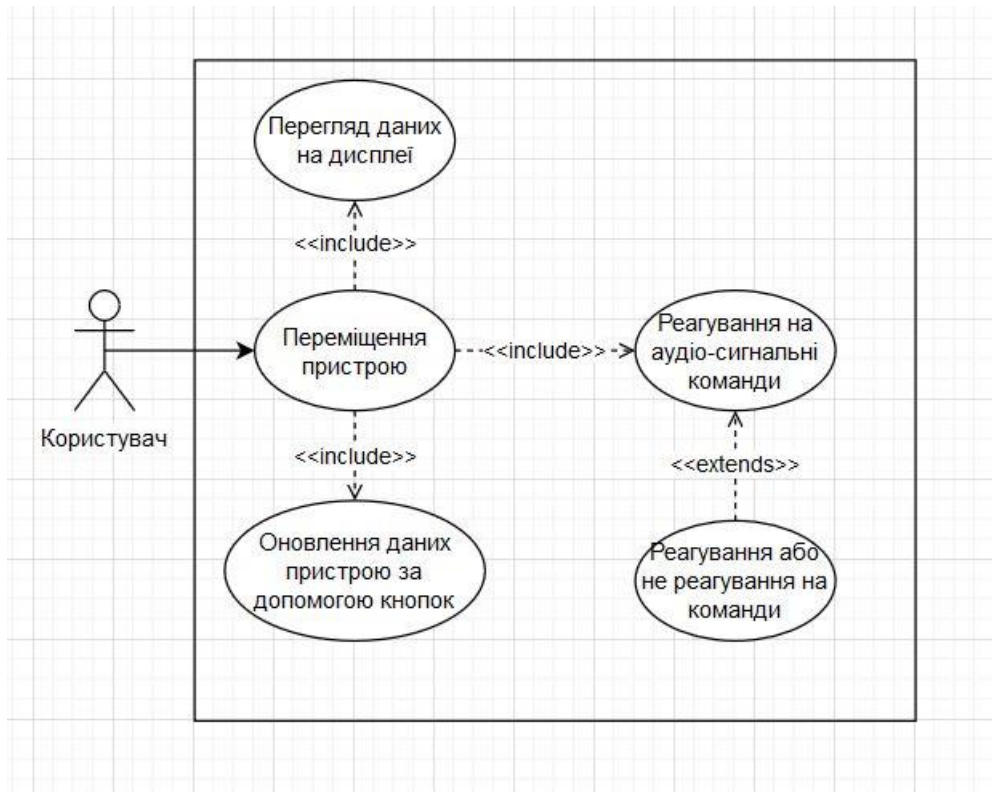 Перегляд даних
на дисплеї
<<include>>
Переміщення
пристрою
<<include>>
Реагування на
аудіо-сигнальні
команди
Користувач
<<include>>
<<extends>>
Оновлення даних
пристрою за
допомогою кнопок
Реагування або
не реагування на
команди